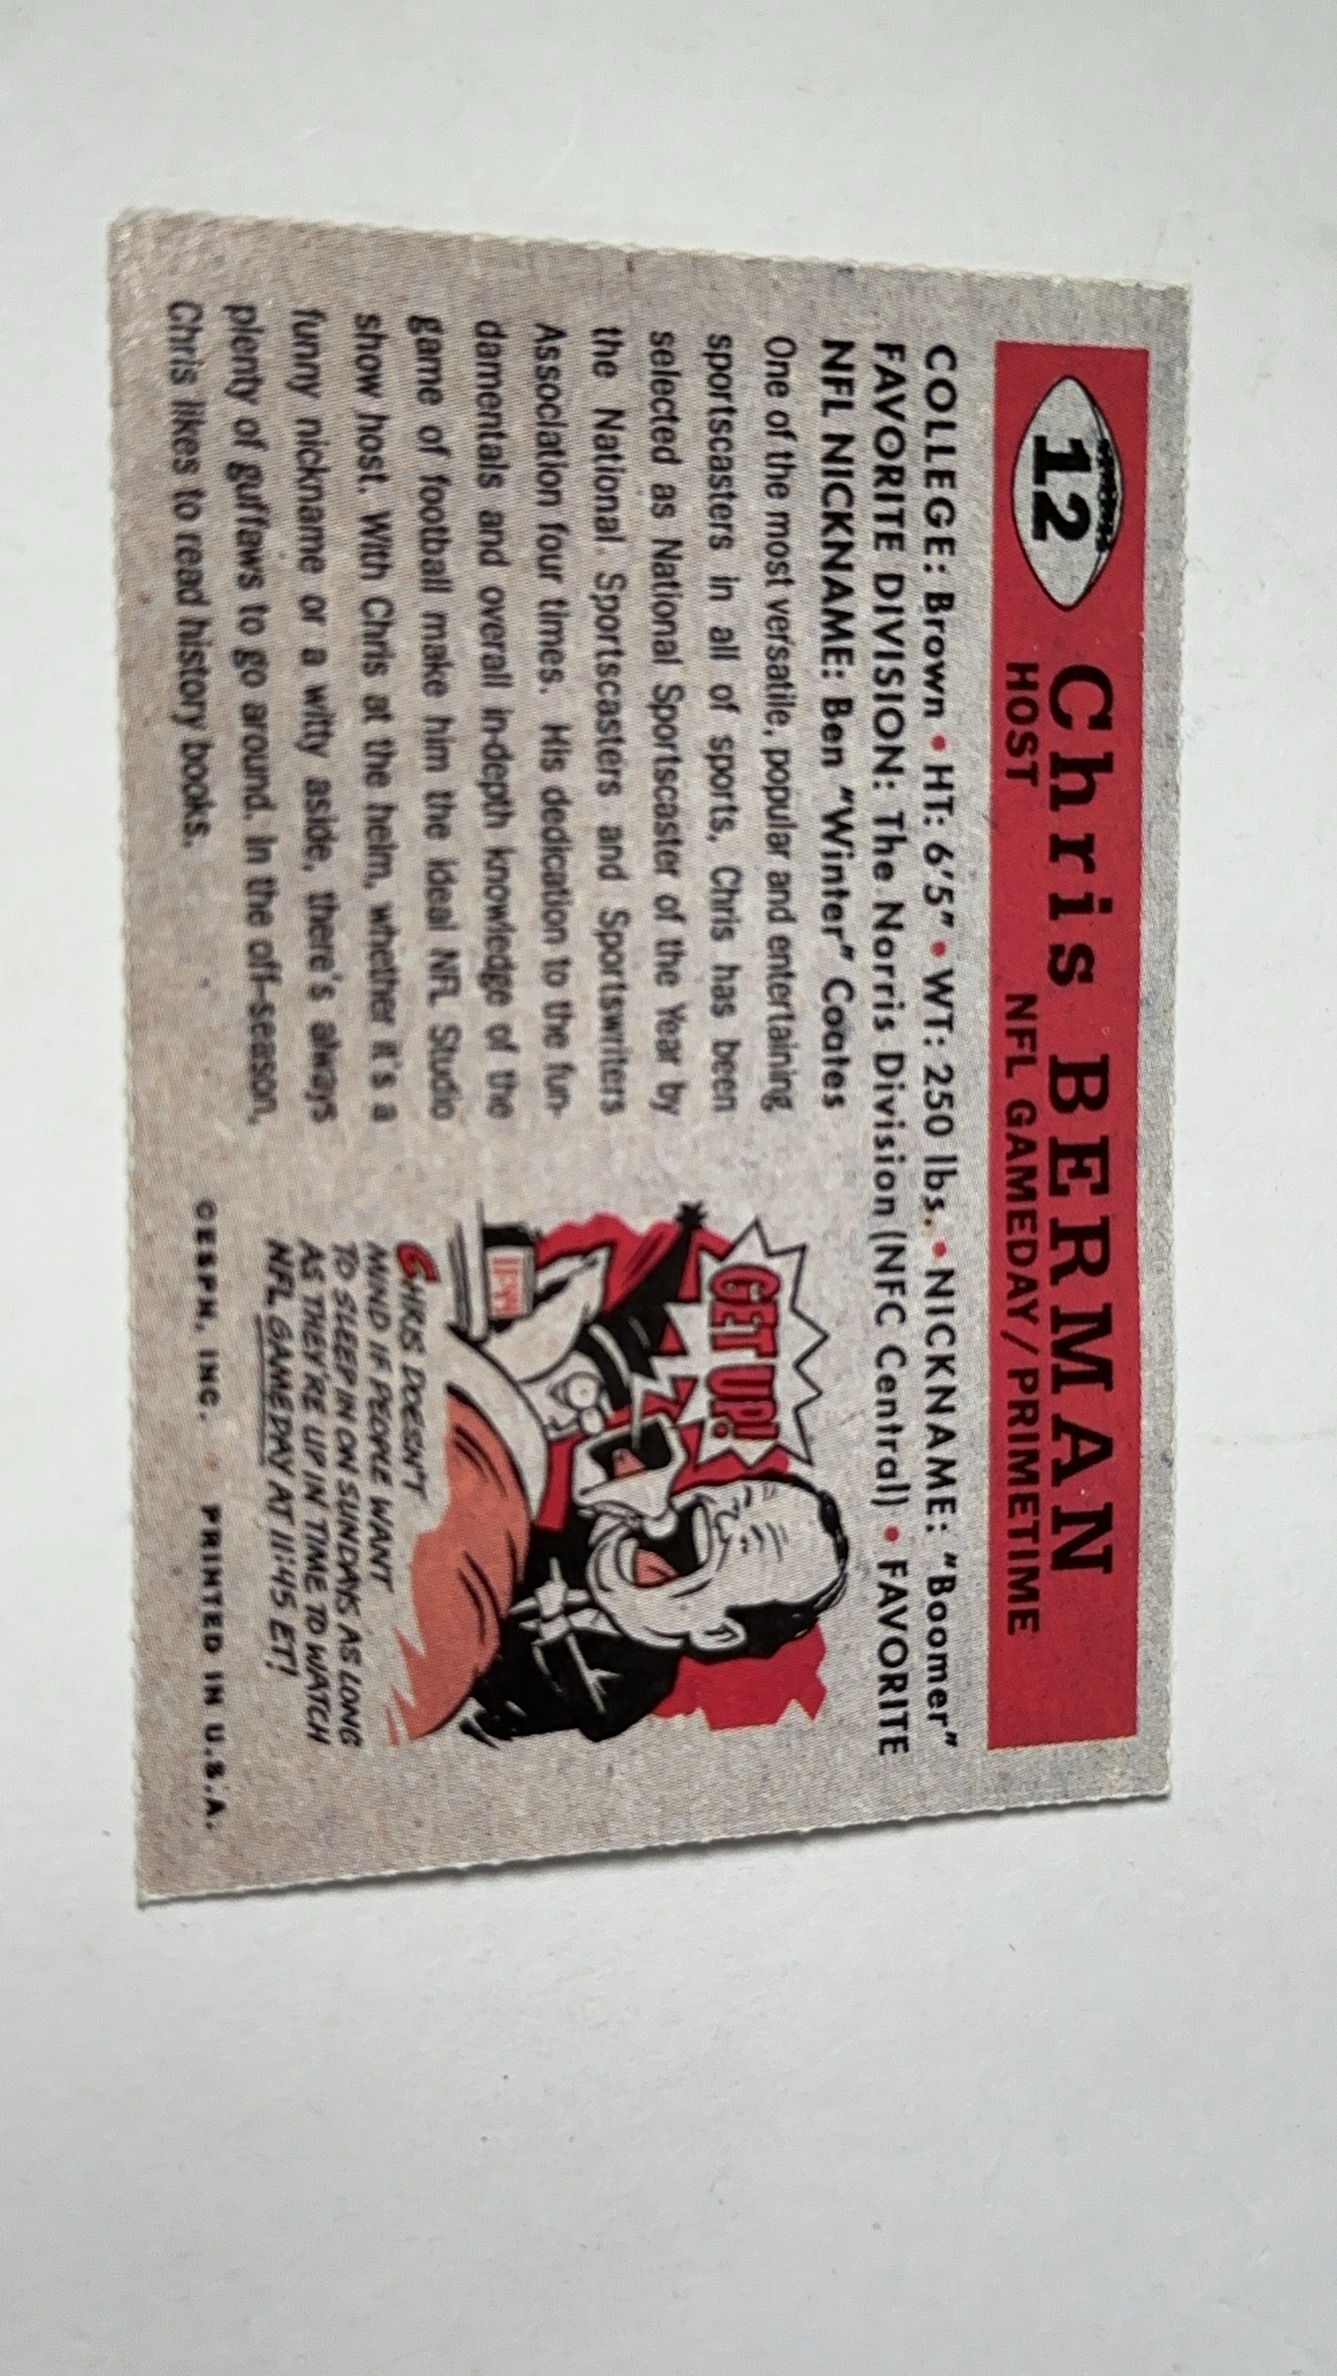 12
Chris BERMAN
HOST NFL GAMEDAY/PRIMETIME
COLLEGE: Brown • HT: 6'5" • WT: 250 lbs. • NICKNAME: "Boomer"
FAVORITE DIVISION: The Norris Division (NFC Central) • FAVORITE
NFL NICKNAME: Ben "Winter" Coates
One of the most versatile, popular and entertaining
sportscasters in all of sports, Chris has been
selected as National Sportscaster of the Year by
the National Sportscasters and Sportswriters
Association four times. His dedication to the fun-
damentals and overall in-depth knowledge of the
game of football make him the ideal NFL Studio
show host. With Chris at the helm, whether it's a
funny nickname or a witty aside, there's always
plenty of guffaws to go around. In the off-season,
Chris likes to read history books.
GET UP!
CHRIS DOESN'T
MIND IF PEOPLE WANT
TO SLEEP IN ON SUNDAYS AS LONG
AS THEY'RE UP IN TIME TO WATCH
NFL GAMEDAY AT 11:45 ET!
©ESPN, INC. PRINTED IN U.S.A.